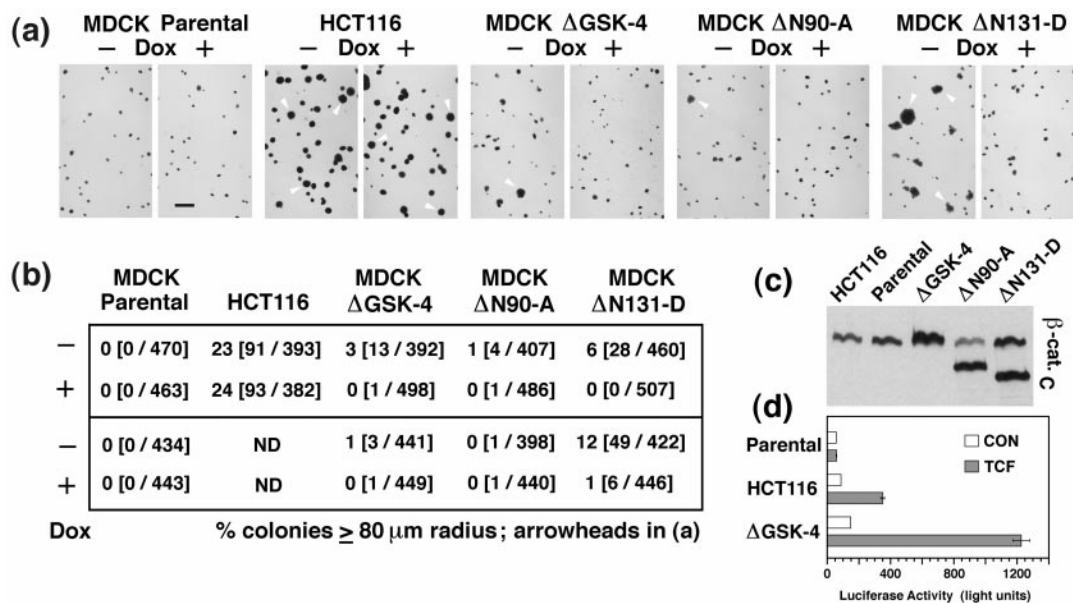 (a)
MDCK Parental
HCT116
MDCK ΔGSK-4
MDCK ΔN90-A
MDCK ΔN131-D
− Dox +
− Dox +
− Dox +
− Dox +
− Dox +
(b)
MDCK Parental
HCT116
MDCK ΔGSK-4
MDCK ΔN90-A
MDCK ΔN131-D
− 0 [0 / 470] 23 [91 / 393] 3 [13 / 392] 1 [4 / 407] 6 [28 / 460]
+ 0 [0 / 463] 24 [93 / 382] 0 [1 / 498] 0 [1 / 486] 0 [0 / 507]
− 0 [0 / 434] ND 1 [3 / 441] 0 [1 / 398] 12 [49 / 422]
+ 0 [0 / 443] ND 0 [1 / 449] 0 [1 / 440] 1 [6 / 446]
Dox % colonies ≥ 80 μm radius; arrowheads in (a)
(c)
HCT116
Parental
ΔGSK-4
ΔN90-A
ΔN131-D
β-cat. C
(d)
Parental
HCT116
ΔGSK-4
CON
TCF
0 400 800 1200
Luciferase Activity (light units)